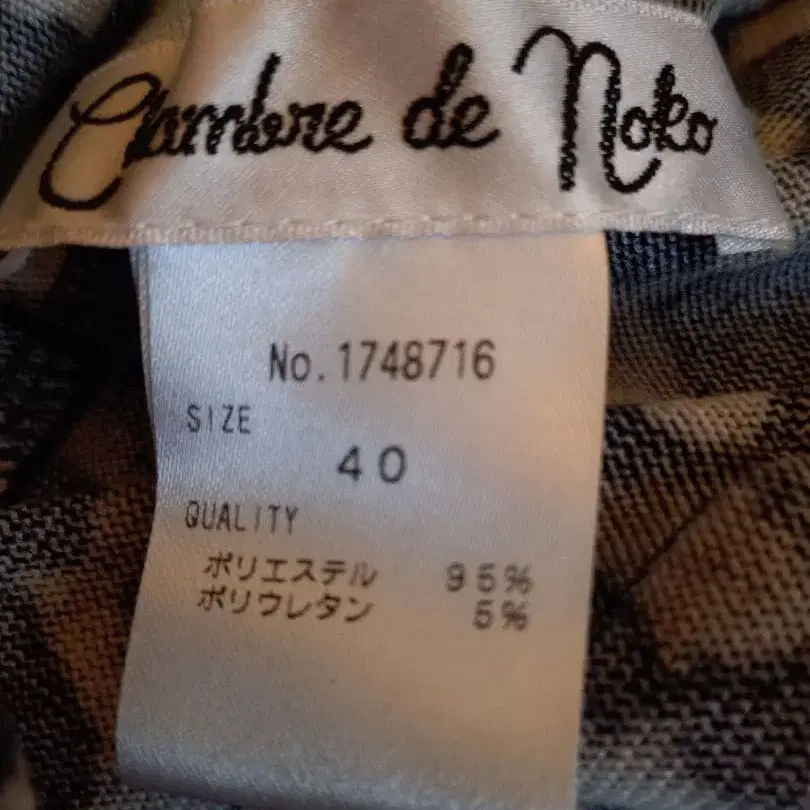 Chambre de noko
No.1748716
SIZE
40
QUALITY
ポリエステル 95%
ポリウレタン 5%